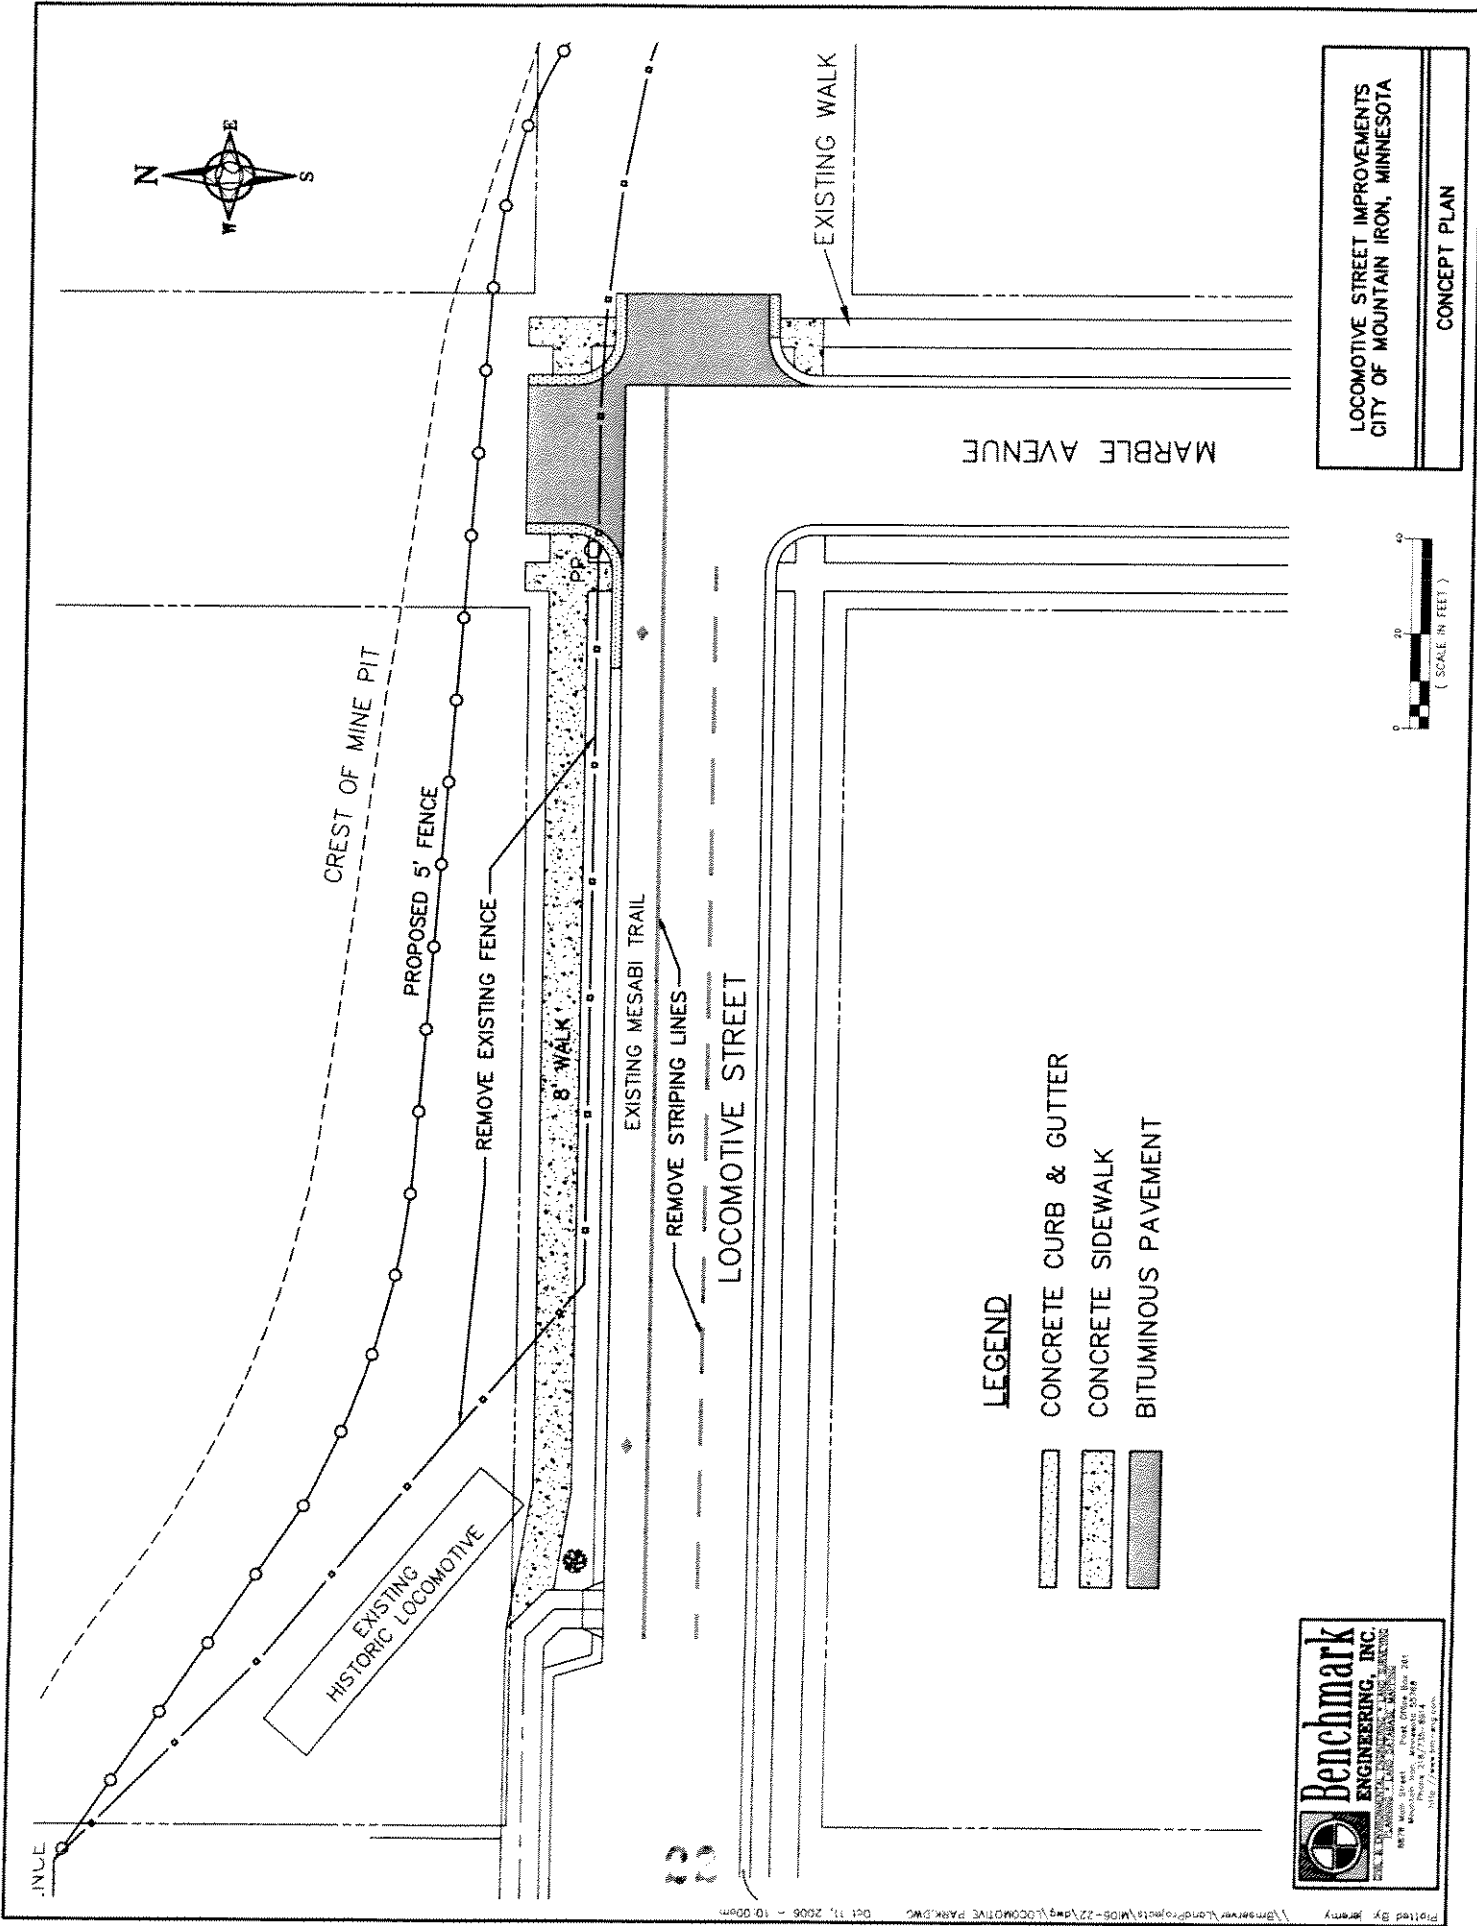 N
W
E
S
CREST OF MINE PIT
PROPOSED 5' FENCE
REMOVE EXISTING FENCE
EXISTING
HISTORIC LOCOMOTIVE
8' WALK
PP
EXISTING MESABI TRAIL
REMOVE STRIPING LINES
LOCOMOTIVE STREET
MARBLE AVENUE
EXISTING WALK
LEGEND
CONCRETE CURB & GUTTER
CONCRETE SIDEWALK
BITUMINOUS PAVEMENT
0
20
40
( SCALE IN FEET )
LOCOMOTIVE STREET IMPROVEMENTS
CITY OF MOUNTAIN IRON, MINNESOTA
CONCEPT PLAN
Benchmark
ENGINEERING, INC.
Plotted By: jeremy
Oct 11, 2006 - 10:00am